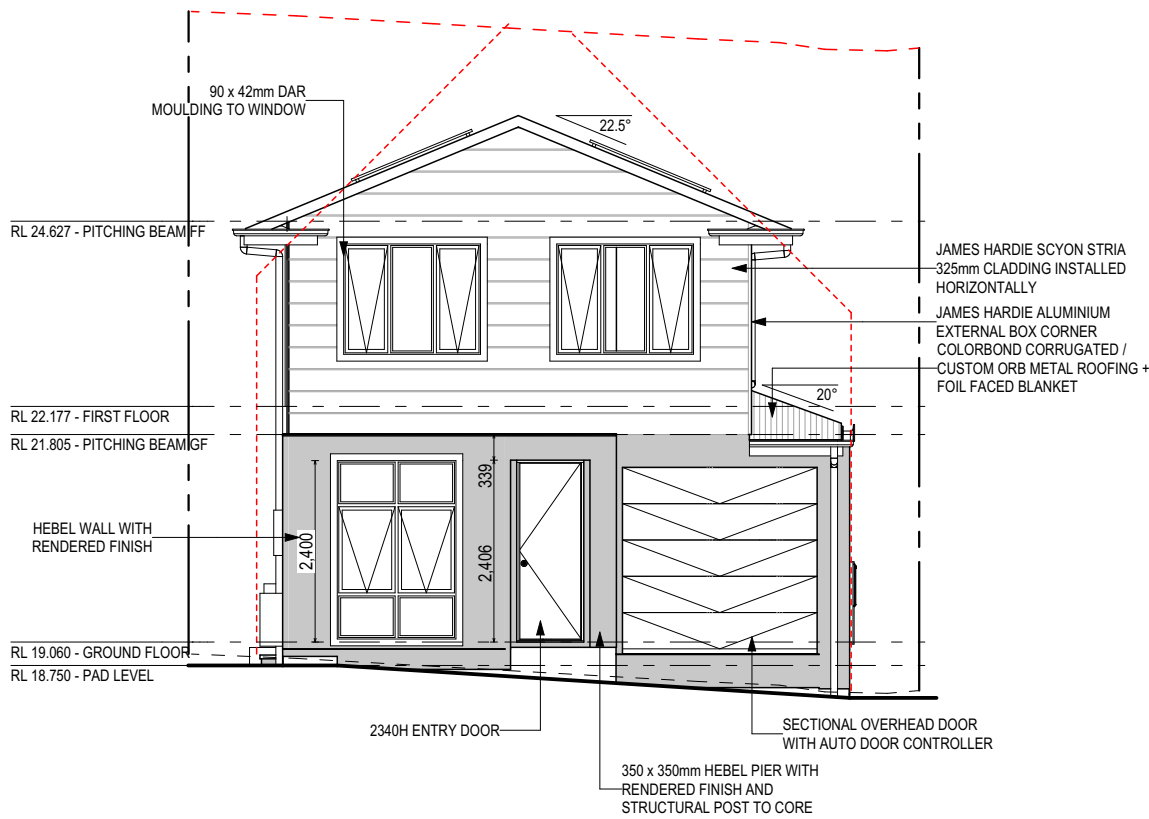 90 x 42mm DAR
MOULDING TO WINDOW
22.5°
RL 24.627 - PITCHING BEAM FF
JAMES HARDIE SCYON STRIA
325mm CLADDING INSTALLED
HORIZONTALLY
JAMES HARDIE ALUMINIUM
EXTERNAL BOX CORNER
COLORBOND CORRUGATED /
CUSTOM ORB METAL ROOFING +
FOIL FACED BLANKET
20°
RL 22.177 - FIRST FLOOR
RL 21.805 - PITCHING BEAM GF
339
HEBEL WALL WITH
RENDERED FINISH
2,400
2,406
RL 19.060 - GROUND FLOOR
RL 18.750 - PAD LEVEL
2340H ENTRY DOOR
SECTIONAL OVERHEAD DOOR
WITH AUTO DOOR CONTROLLER
350 x 350mm HEBEL PIER WITH
RENDERED FINISH AND
STRUCTURAL POST TO CORE